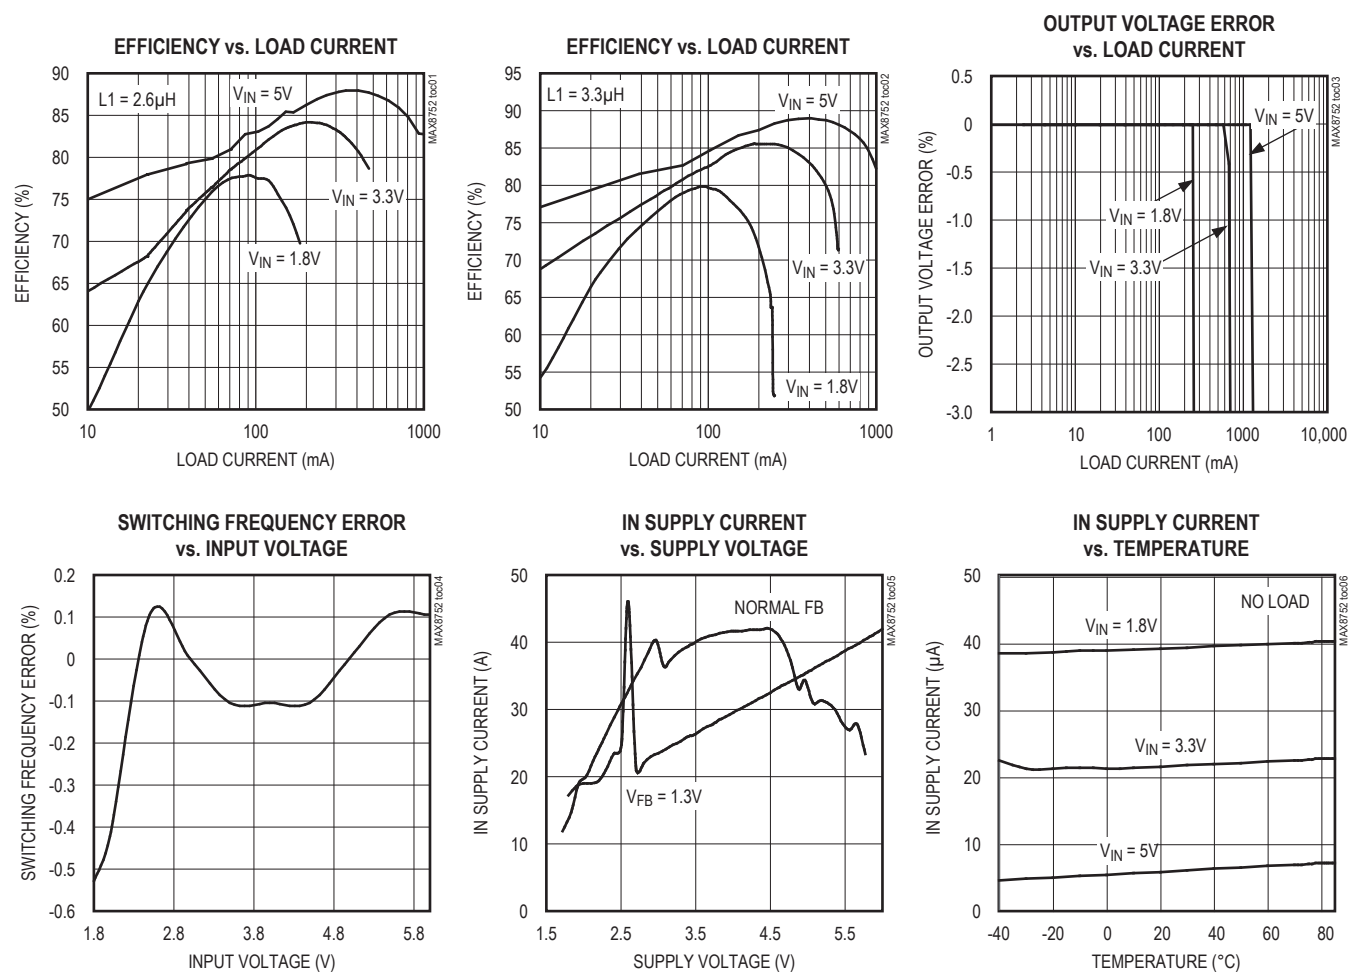 EFFICIENCY vs. LOAD CURRENT
MAX8752 toc01
L1 = 2.6µH
VIN = 5V
VIN = 3.3V
VIN = 1.8V
EFFICIENCY (%)
90
85
80
75
70
65
60
55
50
10
100
1000
LOAD CURRENT (mA)
EFFICIENCY vs. LOAD CURRENT
MAX8752 toc02
L1 = 3.3µH
VIN = 5V
VIN = 3.3V
VIN = 1.8V
EFFICIENCY (%)
95
90
85
80
75
70
65
60
55
50
10
100
1000
LOAD CURRENT (mA)
OUTPUT VOLTAGE ERROR
vs. LOAD CURRENT
MAX8752 toc03
VIN = 5V
VIN = 1.8V
VIN = 3.3V
OUTPUT VOLTAGE ERROR (%)
0.5
0
-0.5
-1.0
-1.5
-2.0
-2.5
-3.0
1
10
100
1000
10,000
LOAD CURRENT (mA)
SWITCHING FREQUENCY ERROR
vs. INPUT VOLTAGE
MAX8752 toc04
SWITCHING FREQUENCY ERROR (%)
0.2
0.1
0
-0.1
-0.2
-0.3
-0.4
-0.5
-0.6
1.8
2.8
3.8
4.8
5.8
INPUT VOLTAGE (V)
IN SUPPLY CURRENT
vs. SUPPLY VOLTAGE
MAX8752 toc05
NORMAL FB
VFB = 1.3V
IN SUPPLY CURRENT (A)
50
40
30
20
10
0
1.5
2.5
3.5
4.5
5.5
SUPPLY VOLTAGE (V)
IN SUPPLY CURRENT
vs. TEMPERATURE
MAX8752 toc06
NO LOAD
VIN = 1.8V
VIN = 3.3V
VIN = 5V
IN SUPPLY CURRENT (µA)
50
40
30
20
10
0
-40
-20
0
20
40
60
80
TEMPERATURE (°C)